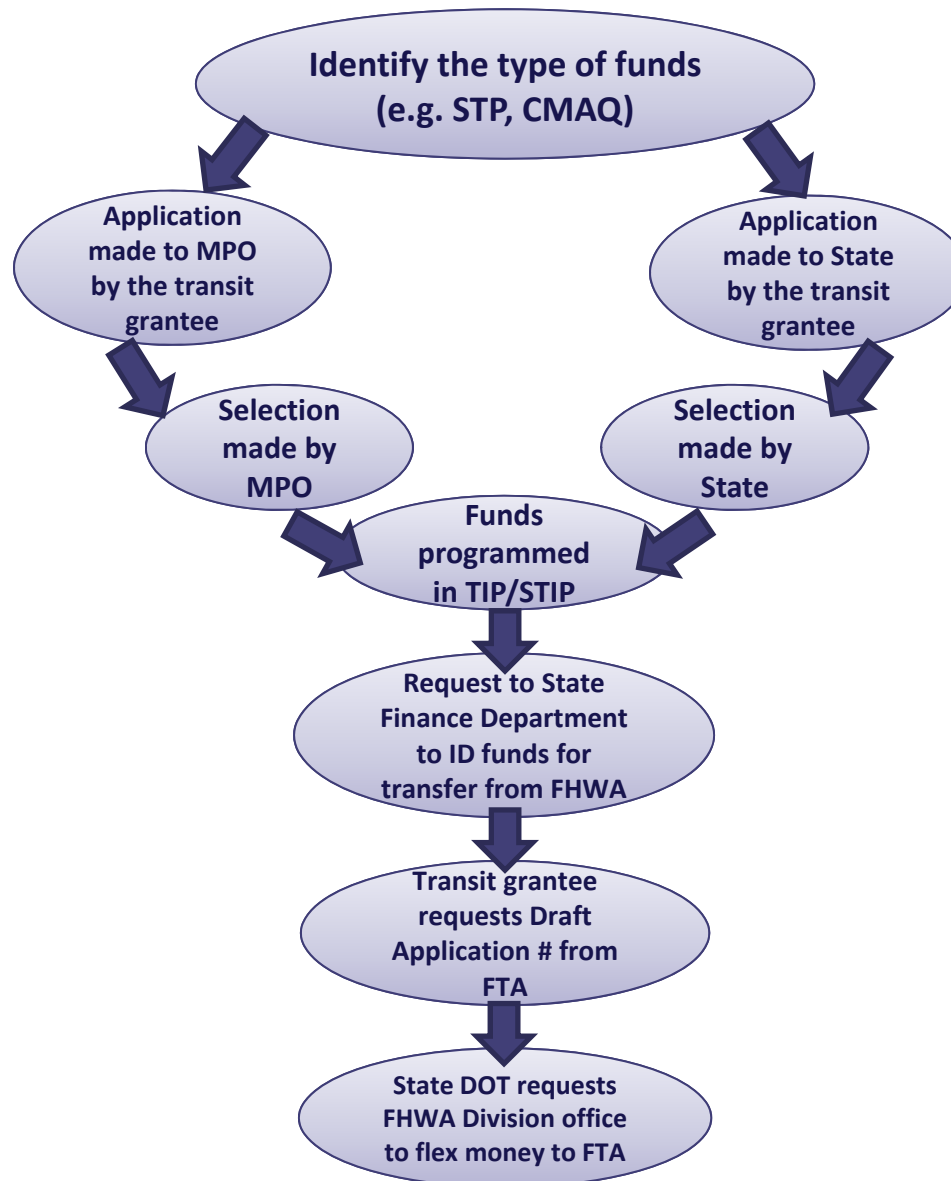 Identify the type of funds
(e.g. STP, CMAQ)
Application
made to MPO
by the transit
grantee
Application
made to State
by the transit
grantee
Selection
made by
MPO
Selection
made by
State
Funds
programmed
in TIP/STIP
Request to State
Finance Department
to ID funds for
transfer from FHWA
Transit grantee
requests Draft
Application # from
FTA
State DOT requests
FHWA Division office
to flex money to FTA